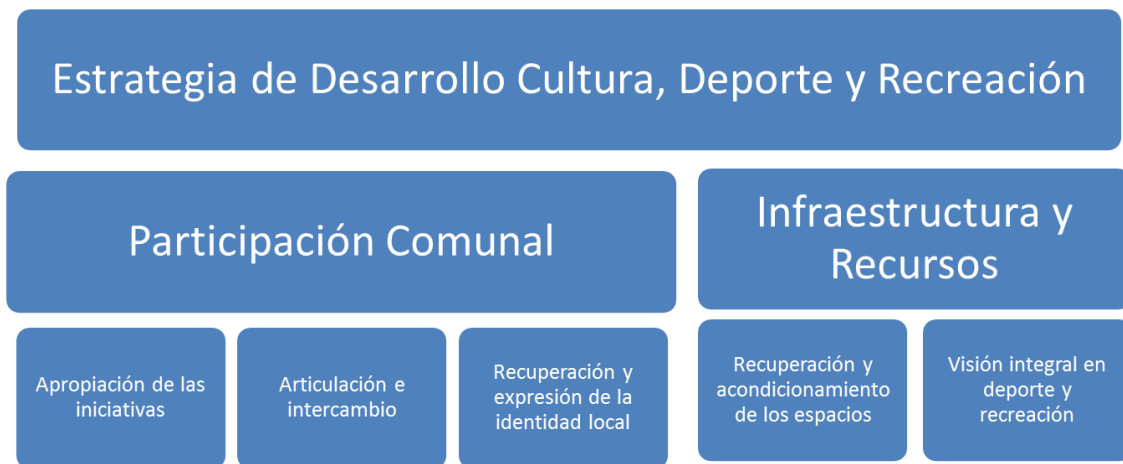 Estrategia de Desarrollo Cultura, Deporte y Recreación
Participación Comunal
Infraestructura y
Recursos
Apropiación de las
iniciativas
Articulación e
intercambio
Recuperación y
expresión de la
identidad local
Recuperación y
acondicionamiento
de los espacios
Visión integral en
deporte y
recreación